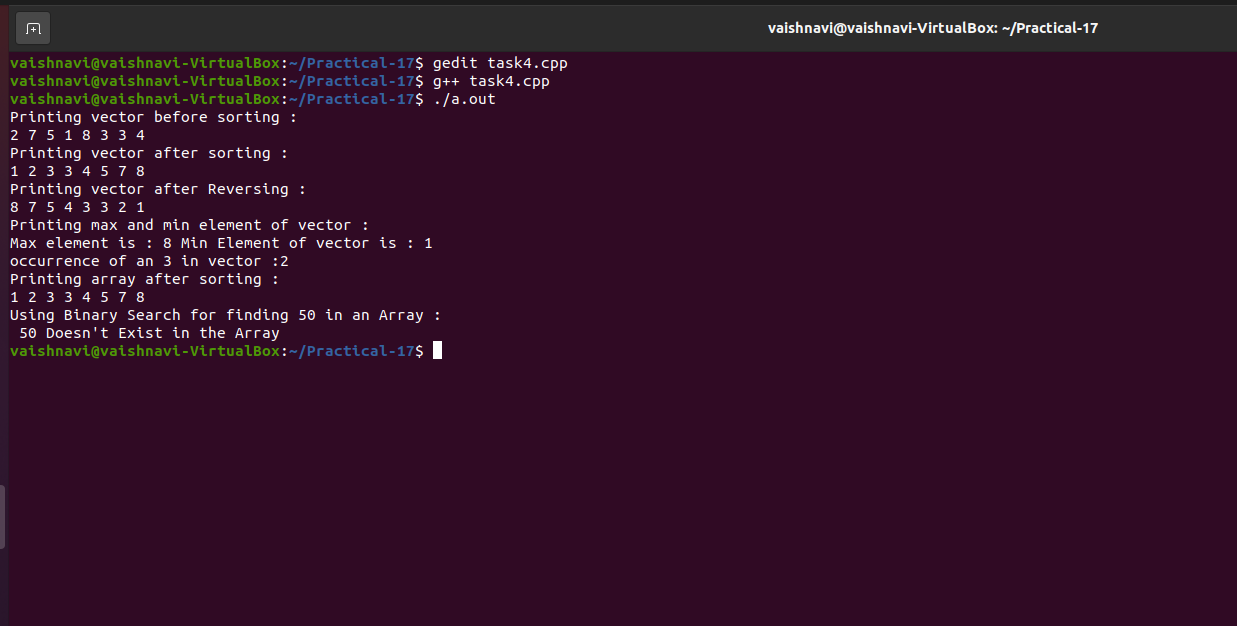 vaishnavi@vaishnavi-VirtualBox: ~/Practical-17
vaishnavi@vaishnavi-VirtualBox:~/Practical-17$ gedit task4.cpp
vaishnavi@vaishnavi-VirtualBox:~/Practical-17$ g++ task4.cpp
vaishnavi@vaishnavi-VirtualBox:~/Practical-17$ ./a.out
Printing vector before sorting :
2 7 5 1 8 3 3 4
Printing vector after sorting :
1 2 3 3 4 5 7 8
Printing vector after Reversing :
8 7 5 4 3 3 2 1
Printing max and min element of vector :
Max element is : 8 Min Element of vector is : 1
occurrence of an 3 in vector :2
Printing array after sorting :
1 2 3 3 4 5 7 8
Using Binary Search for finding 50 in an Array :
 50 Doesn't Exist in the Array
vaishnavi@vaishnavi-VirtualBox:~/Practical-17$